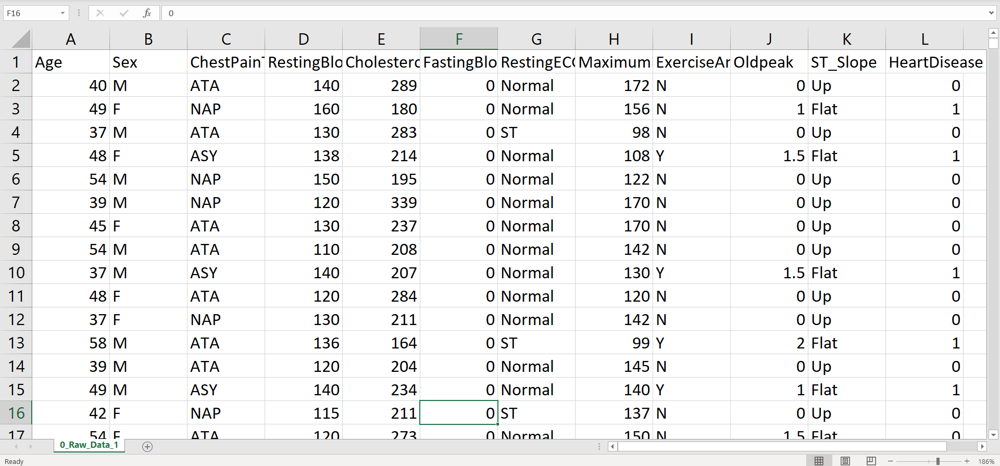 F16 fx 0
A B C D E F G H I J K L
1 Age Sex ChestPainT RestingBlo Cholesterc FastingBlo RestingEC MaximumH ExerciseAn Oldpeak ST_Slope HeartDisease
2 40 M ATA 140 289 0 Normal 172 N 0 Up 0
3 49 F NAP 160 180 0 Normal 156 N 1 Flat 1
4 37 M ATA 130 283 0 ST 98 N 0 Up 0
5 48 F ASY 138 214 0 Normal 108 Y 1.5 Flat 1
6 54 M NAP 150 195 0 Normal 122 N 0 Up 0
7 39 M NAP 120 339 0 Normal 170 N 0 Up 0
8 45 F ATA 130 237 0 Normal 170 N 0 Up 0
9 54 M ATA 110 208 0 Normal 142 N 0 Up 0
10 37 M ASY 140 207 0 Normal 130 Y 1.5 Flat 1
11 48 F ATA 120 284 0 Normal 120 N 0 Up 0
12 37 F NAP 130 211 0 Normal 142 N 0 Up 0
13 58 M ATA 136 164 0 ST 99 Y 2 Flat 1
14 39 M ATA 120 204 0 Normal 145 N 0 Up 0
15 49 M ASY 140 234 0 Normal 140 Y 1 Flat 1
16 42 F NAP 115 211 0 ST 137 N 0 Up 0
17 54 F ATA 120 273 0 Normal 150 N 1.5 Flat 0
0_Raw_Data_1
Ready 186%